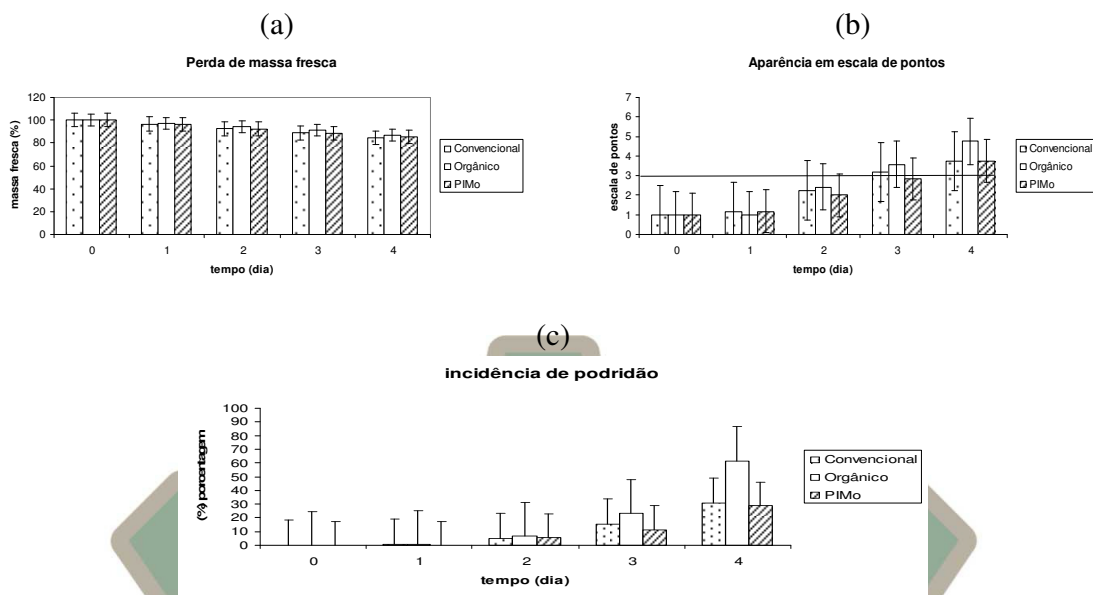 (a)
Perda de massa fresca
massa fresca (%)
120
100
80
60
40
20
0
0 1 2 3 4
tempo (dia)
Convencional
Orgânico
PIMo
(b)
Aparência em escala de pontos
escala de pontos
7
6
5
4
3
2
1
0
0 1 2 3 4
tempo (dia)
Convencional
Orgânico
PIMo
(c)
incidência de podridão
(%) porcentagem
100
90
80
70
60
50
40
30
20
10
0
0 1 2 3 4
tempo (dia)
Convencional
Orgânico
PIMo